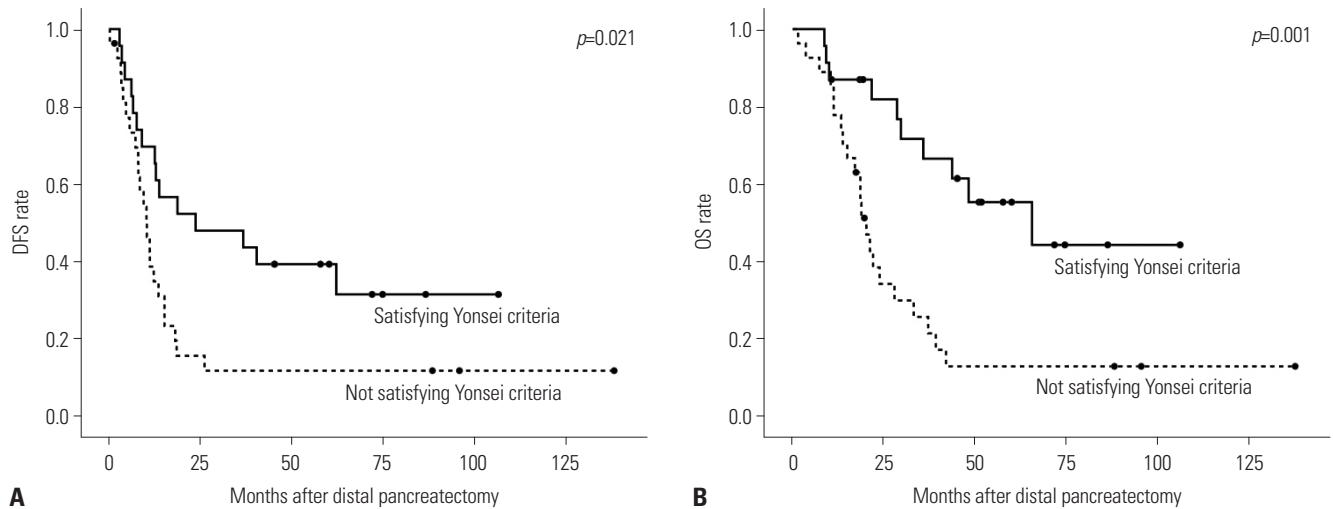 1.0
0.8
0.6
0.4
0.2
0.0
DFS rate
p=0.021
Satisfying Yonsei criteria
Not satisfying Yonsei criteria
0 25 50 75 100 125
Months after distal pancreatectomy
A
1.0
0.8
0.6
0.4
0.2
0.0
OS rate
p=0.001
Satisfying Yonsei criteria
Not satisfying Yonsei criteria
0 25 50 75 100 125
Months after distal pancreatectomy
B